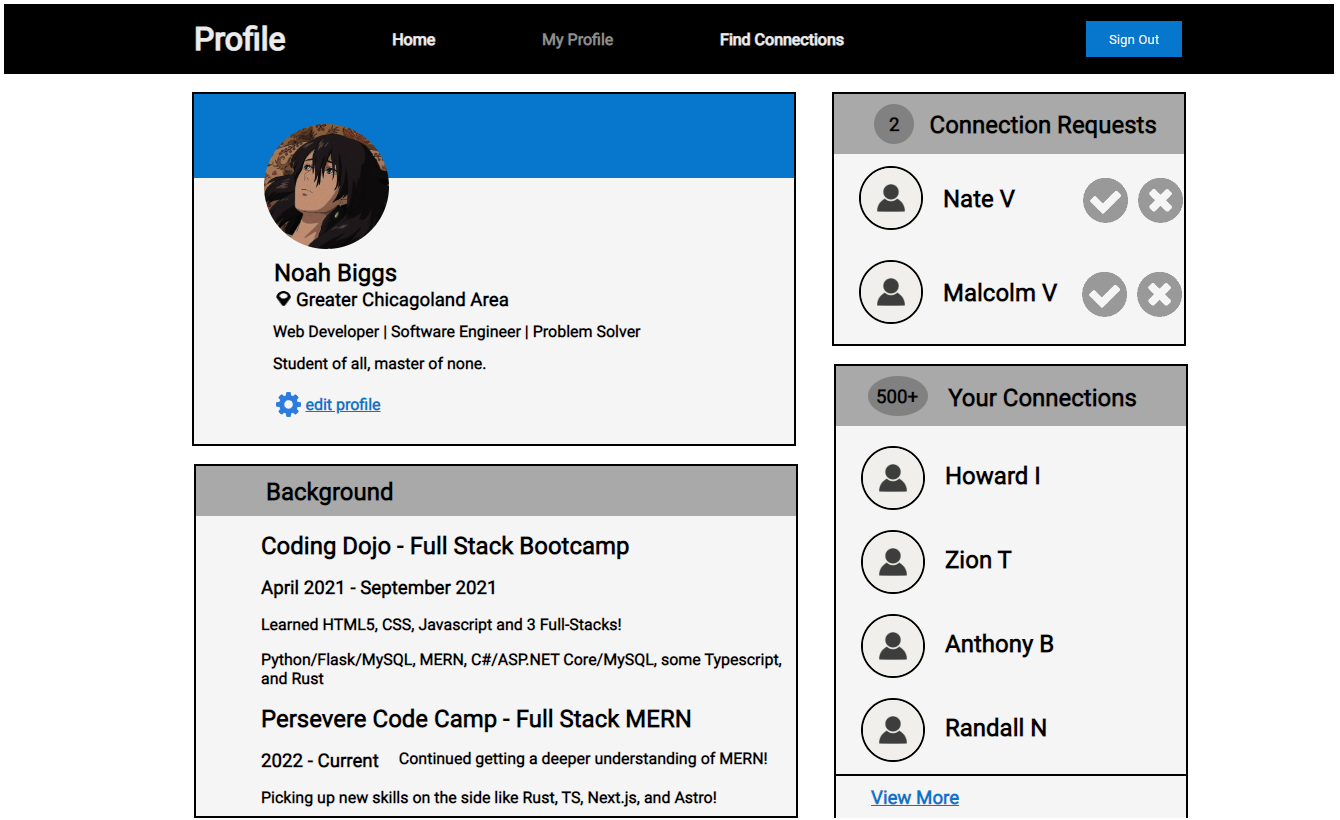 Profile
Home
My Profile
Find Connections
Sign Out
Noah Biggs
Greater Chicagoland Area
Web Developer | Software Engineer | Problem Solver
Student of all, master of none.
edit profile
Background
Coding Dojo - Full Stack Bootcamp
April 2021 - September 2021
Learned HTML5, CSS, Javascript and 3 Full-Stacks!
Python/Flask/MySQL, MERN, C#/ASP.NET Core/MySQL, some Typescript,
and Rust
Persevere Code Camp - Full Stack MERN
2022 - Current
Continued getting a deeper understanding of MERN!
Picking up new skills on the side like Rust, TS, Next.js, and Astro!
2
Connection Requests
Nate V
Malcolm V
500+
Your Connections
Howard I
Zion T
Anthony B
Randall N
View More